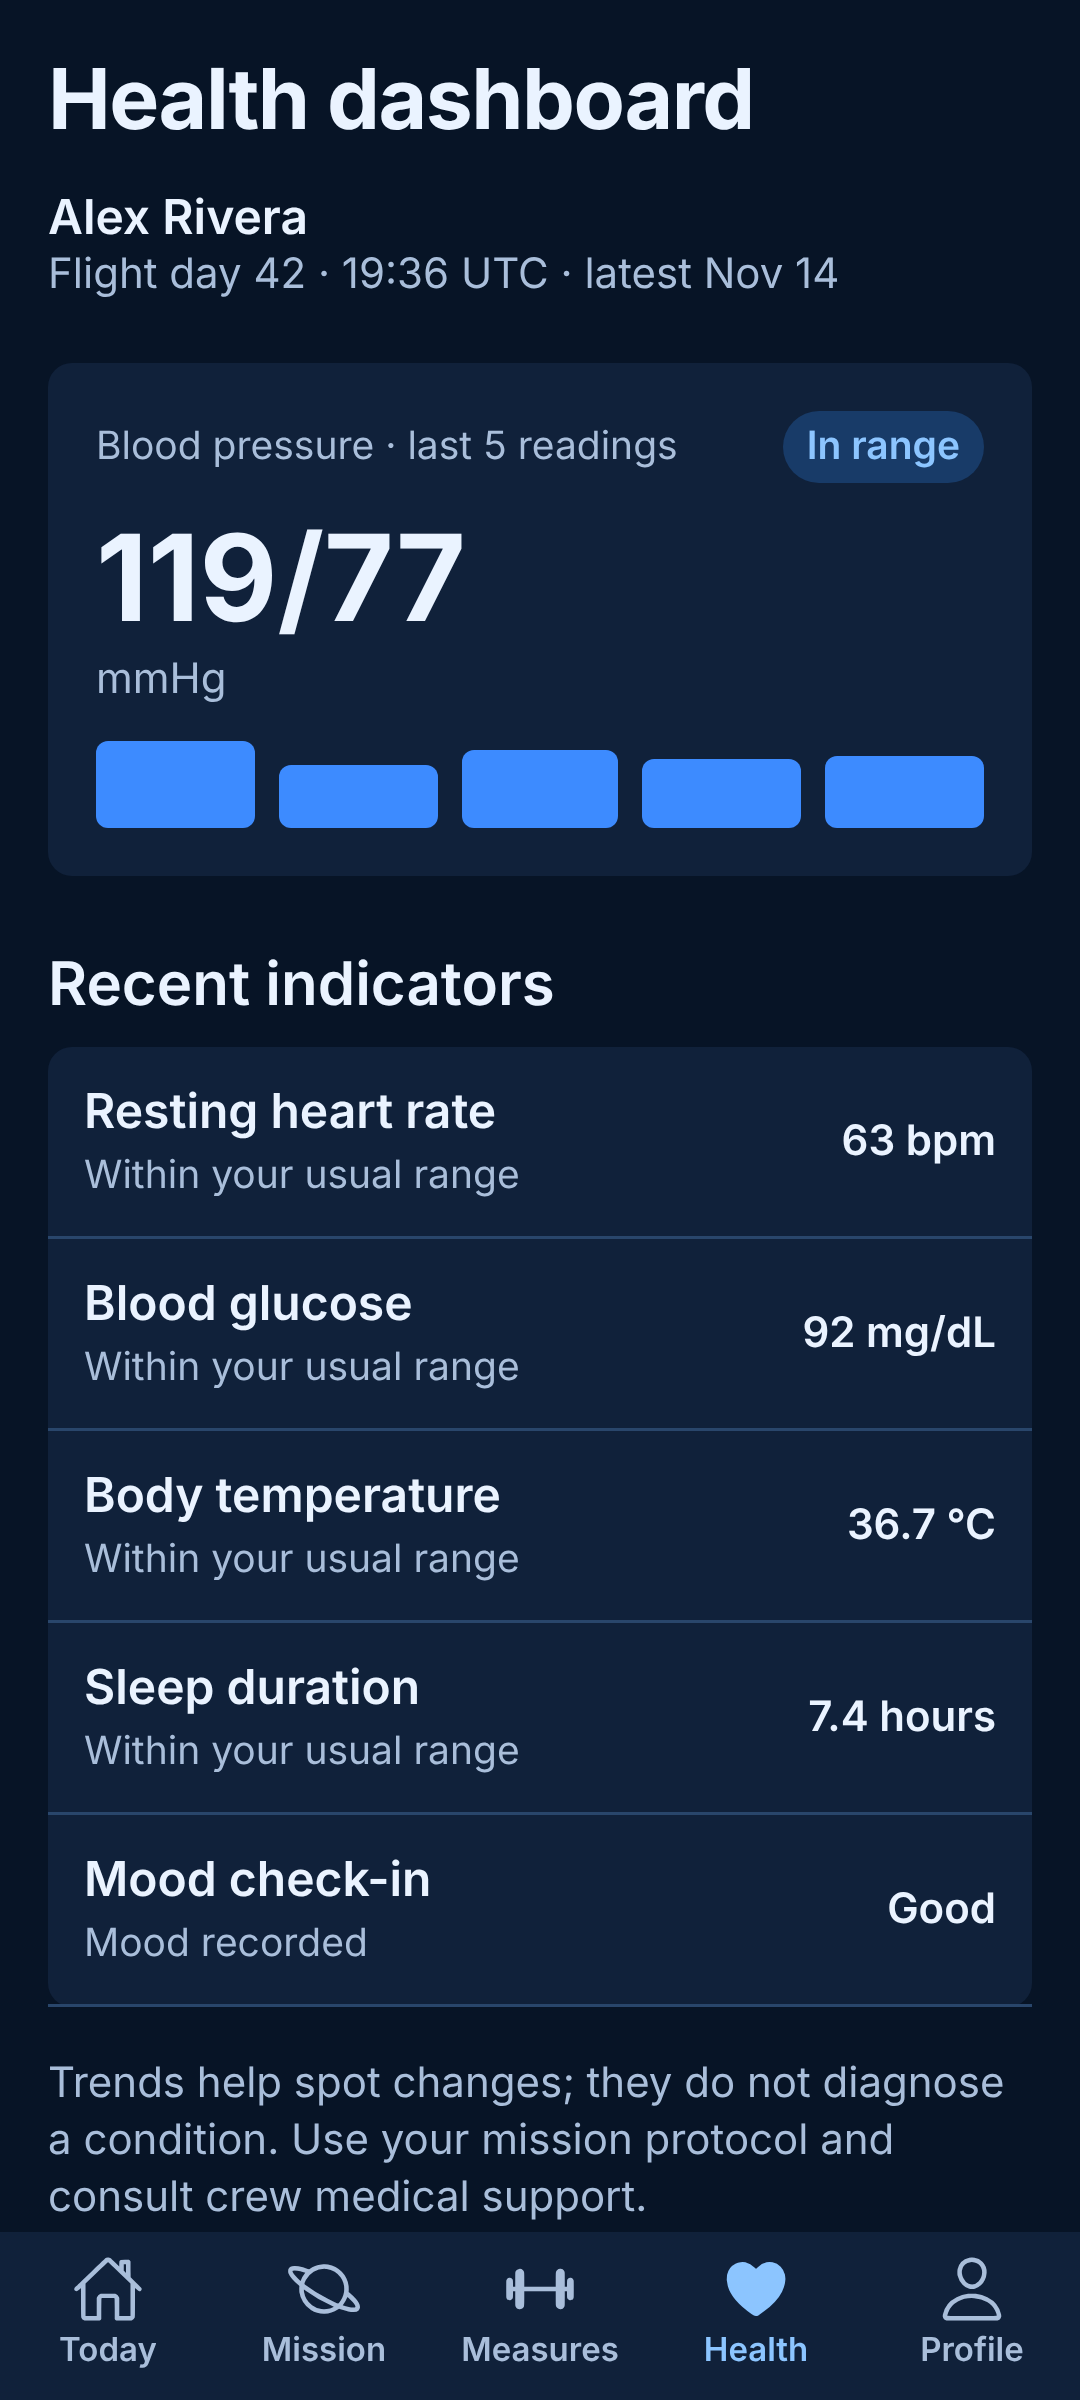 Health dashboard
Alex Rivera
Flight day 42 · 19:36 UTC · latest Nov 14
Blood pressure · last 5 readings
In range
119/77
mmHg
Recent indicators
Resting heart rate
Within your usual range
63 bpm
Blood glucose
Within your usual range
92 mg/dL
Body temperature
Within your usual range
36.7 °C
Sleep duration
Within your usual range
7.4 hours
Mood check-in
Mood recorded
Good
Trends help spot changes; they do not diagnose
a condition. Use your mission protocol and
consult crew medical support.
Today
Mission
Measures
Health
Profile